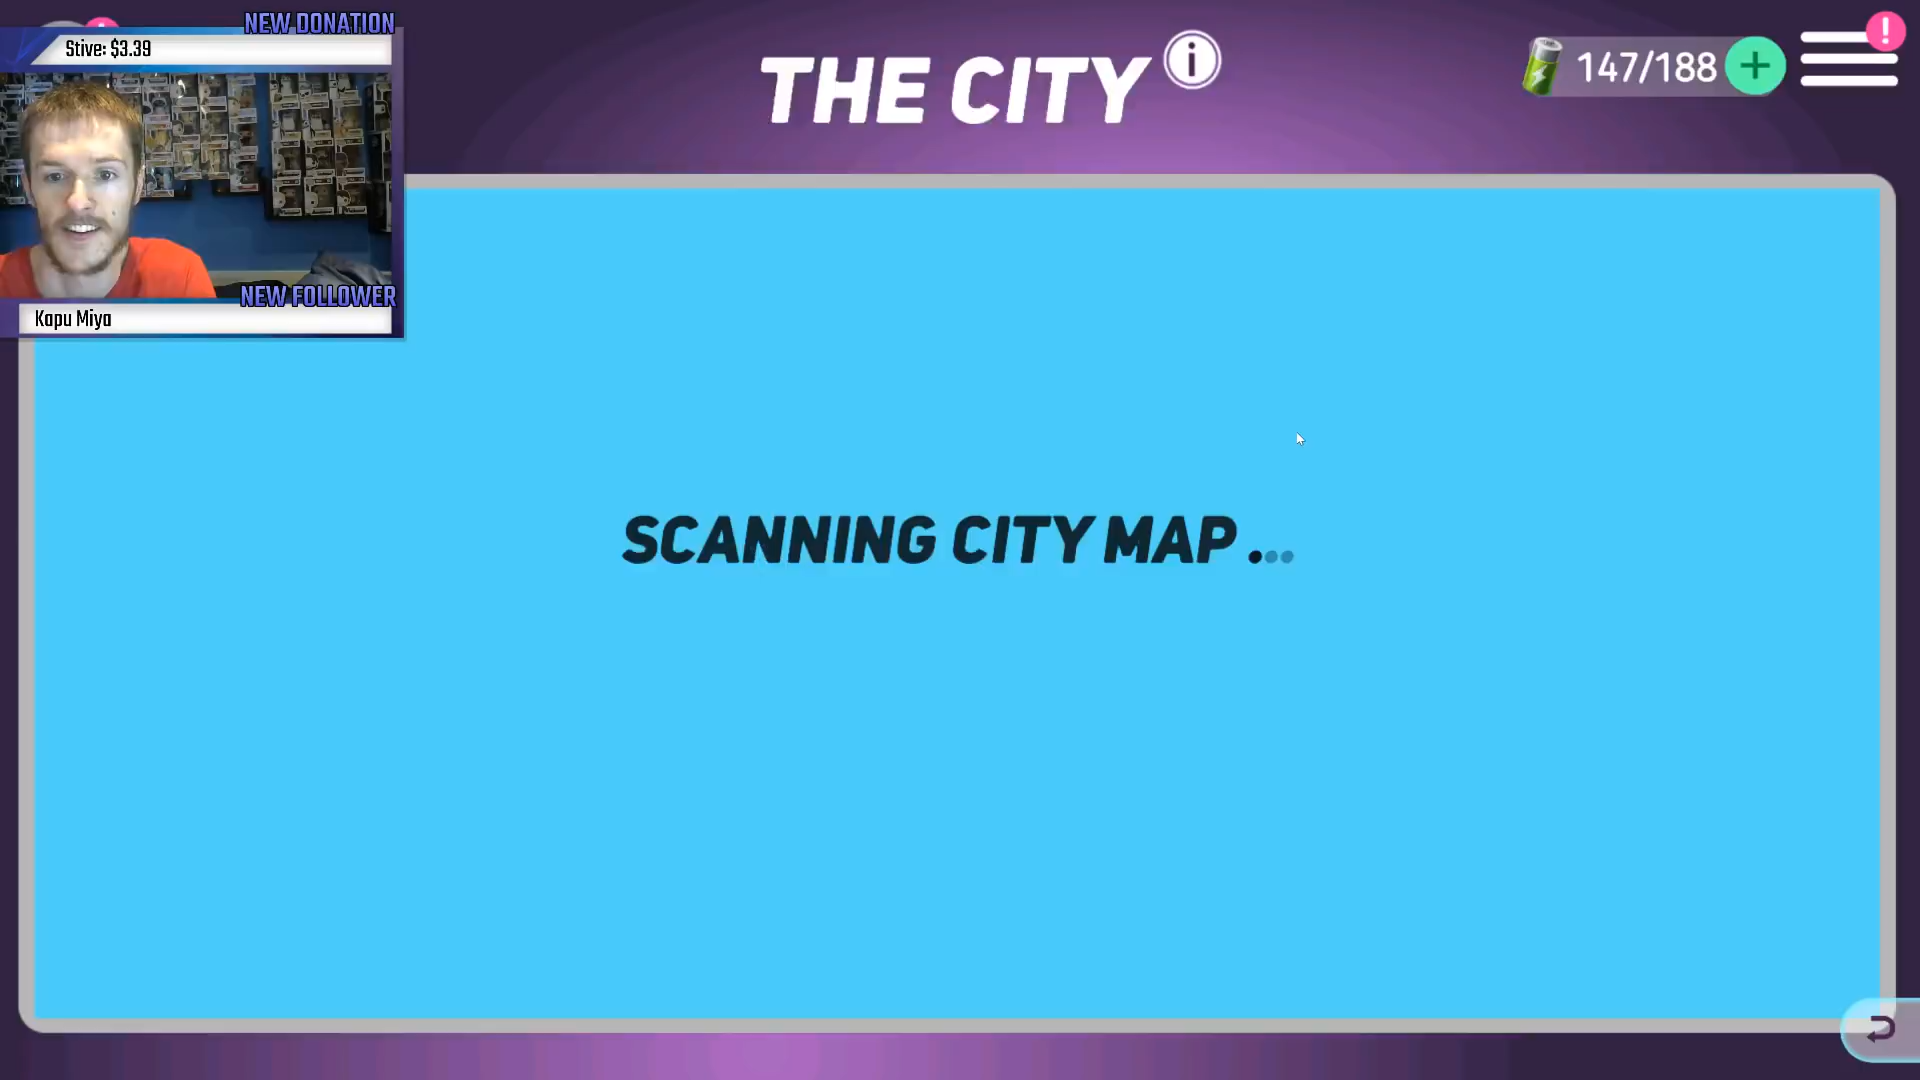 NEW DONATION
Stive: $3.39
THE CITY
147/188
NEW FOLLOWER
Kapu Miya
SCANNING CITY MAP ...